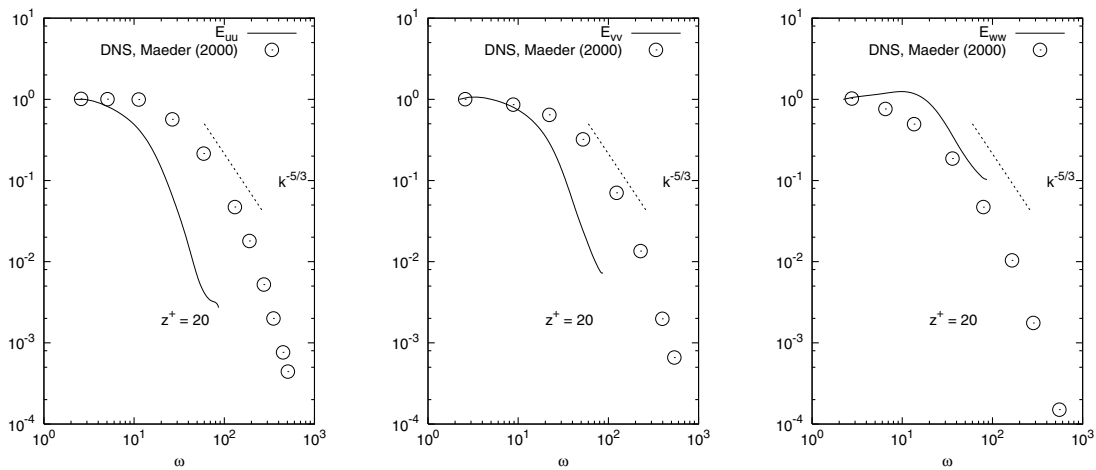 10^1
10^0
10^-1
10^-2
10^-3
10^-4
10^0 10^1 10^2 10^3
ω
E_uu
DNS, Maeder (2000)
k^-5/3
z^+ = 20
10^1
10^0
10^-1
10^-2
10^-3
10^-4
10^0 10^1 10^2 10^3
ω
E_vv
DNS, Maeder (2000)
k^-5/3
z^+ = 20
10^1
10^0
10^-1
10^-2
10^-3
10^-4
10^0 10^1 10^2 10^3
ω
E_ww
DNS, Maeder (2000)
k^-5/3
z^+ = 20